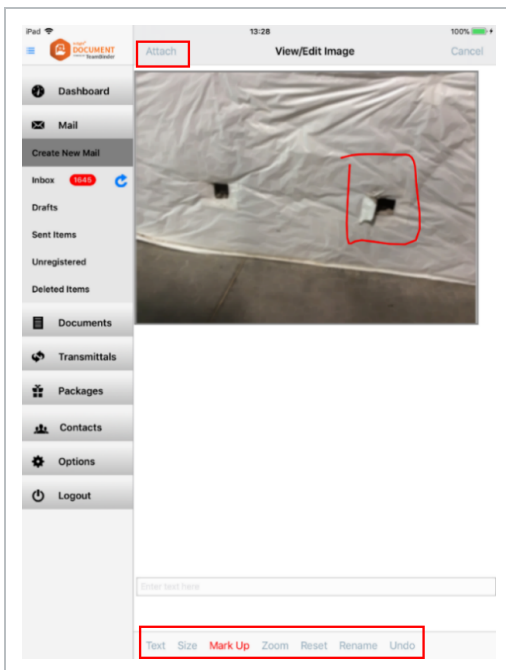 iPad 13:28 100%
DOCUMENT
TeamBinder
Attach View/Edit Image Cancel
Dashboard
Mail
Create New Mail
Inbox 1645
Drafts
Sent Items
Unregistered
Deleted Items
Documents
Transmittals
Packages
Contacts
Options
Logout
Enter text here
Text Size Mark Up Zoom Reset Rename Undo